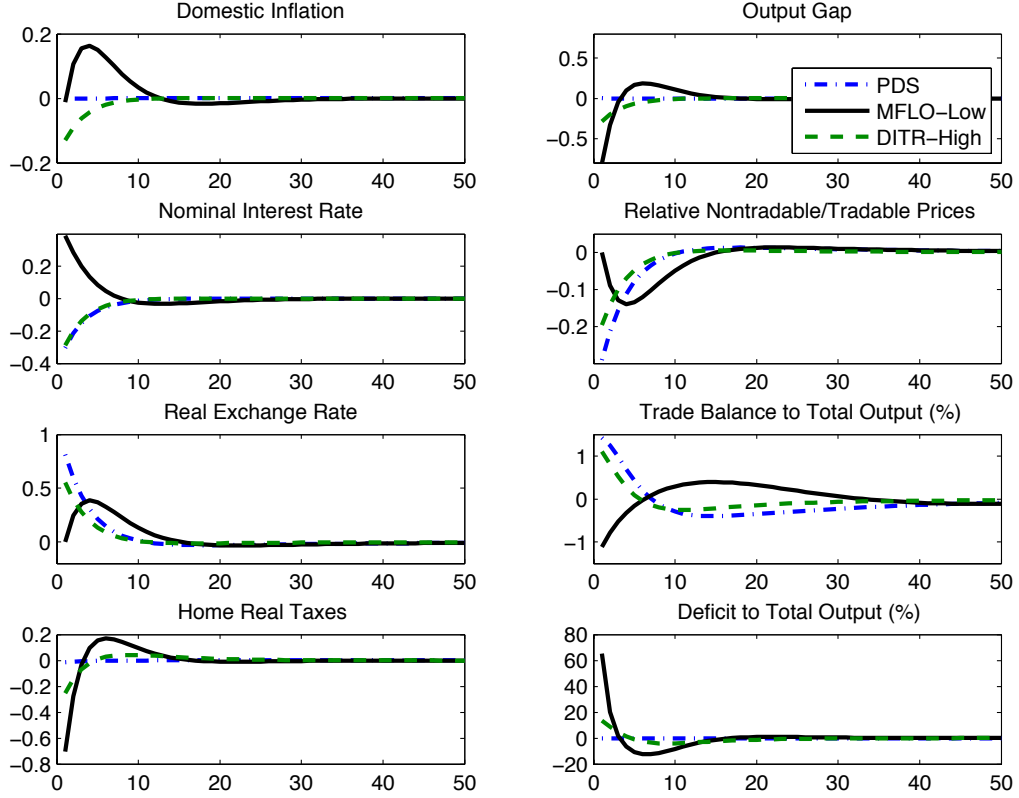 Domestic Inflation
0.2
0
−0.2
0 10 20 30 40 50
Output Gap
0.5
0
−0.5
0 10 20 30 40 50
PDS
MFLO−Low
DITR−High
Nominal Interest Rate
0.2
0
−0.2
−0.4
0 10 20 30 40 50
Relative Nontradable/Tradable Prices
0
−0.1
−0.2
0 10 20 30 40 50
Real Exchange Rate
1
0.5
0
0 10 20 30 40 50
Trade Balance to Total Output (%)
1
0
−1
0 10 20 30 40 50
Home Real Taxes
0.2
0
−0.2
−0.4
−0.6
−0.8
0 10 20 30 40 50
Deficit to Total Output (%)
80
60
40
20
0
−20
0 10 20 30 40 50